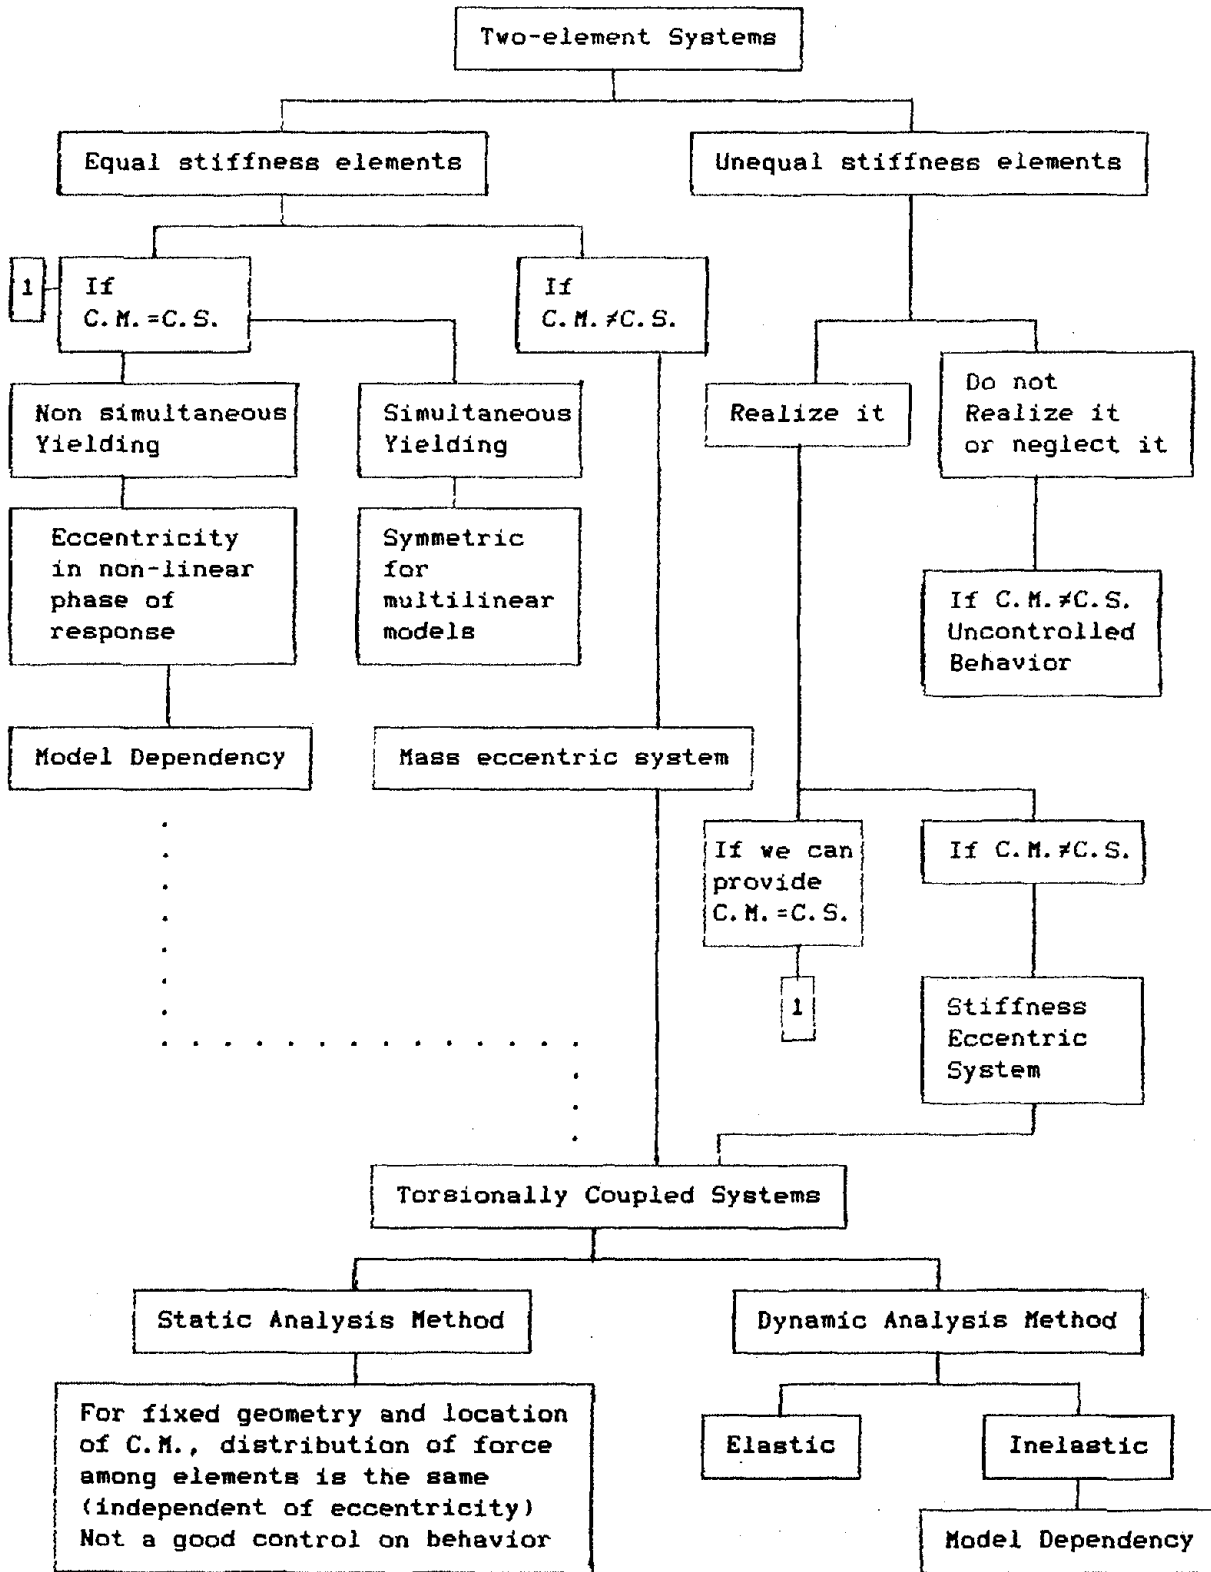 Two-element Systems
Equal stiffness elements
Unequal stiffness elements
1
If
C.M.=C.S.
If
C.M.≠C.S.
Non simultaneous
Yielding
Simultaneous
Yielding
Realize it
Do not
Realize it
or neglect it
Eccentricity
in non-linear
phase of
response
Symmetric
for
multilinear
models
If C.M.≠C.S.
Uncontrolled
Behavior
Model Dependency
Mass eccentric system
If we can
provide
C.M.=C.S.
If C.M.≠C.S.
1
Stiffness
Eccentric
System
Torsionally Coupled Systems
Static Analysis Method
Dynamic Analysis Method
For fixed geometry and location
of C.M., distribution of force
among elements is the same
(independent of eccentricity)
Not a good control on behavior
Elastic
Inelastic
Model Dependency